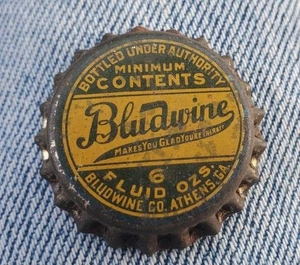 BOTTLED UNDER AUTHORITY
MINIMUM
CONTENTS
Bludwine
MAKES YOU GLAD YOU'RE THIRSTY
6
FLUID OZS.
BLUDWINE CO. ATHENS, GA.